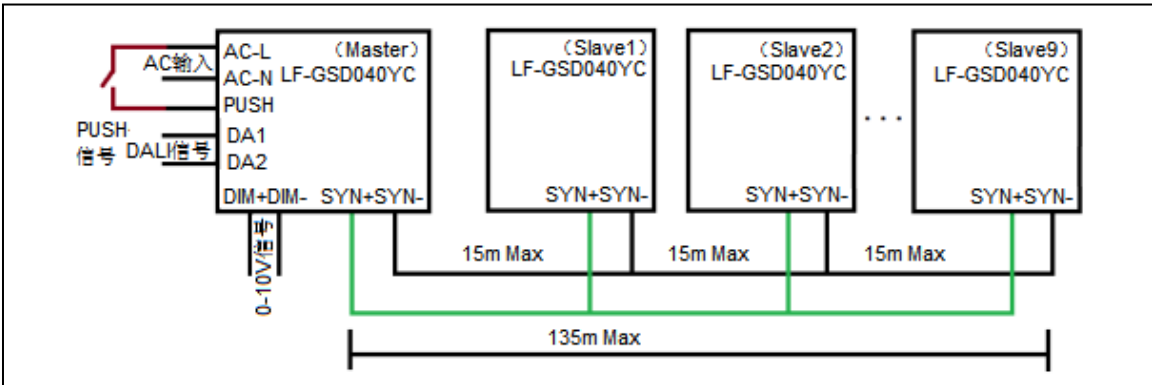 AC-L
（Master）
AC输入
AC-N
LF-GSD040YC
PUSH
PUSH
信号
DALI信号
DA1
DA2
DIM+DIM-
SYN+SYN-
0-10V信号
（Slave1）
LF-GSD040YC
SYN+SYN-
（Slave2）
LF-GSD040YC
SYN+SYN-
···
（Slave9）
LF-GSD040YC
SYN+SYN-
15m Max
15m Max
15m Max
135m Max